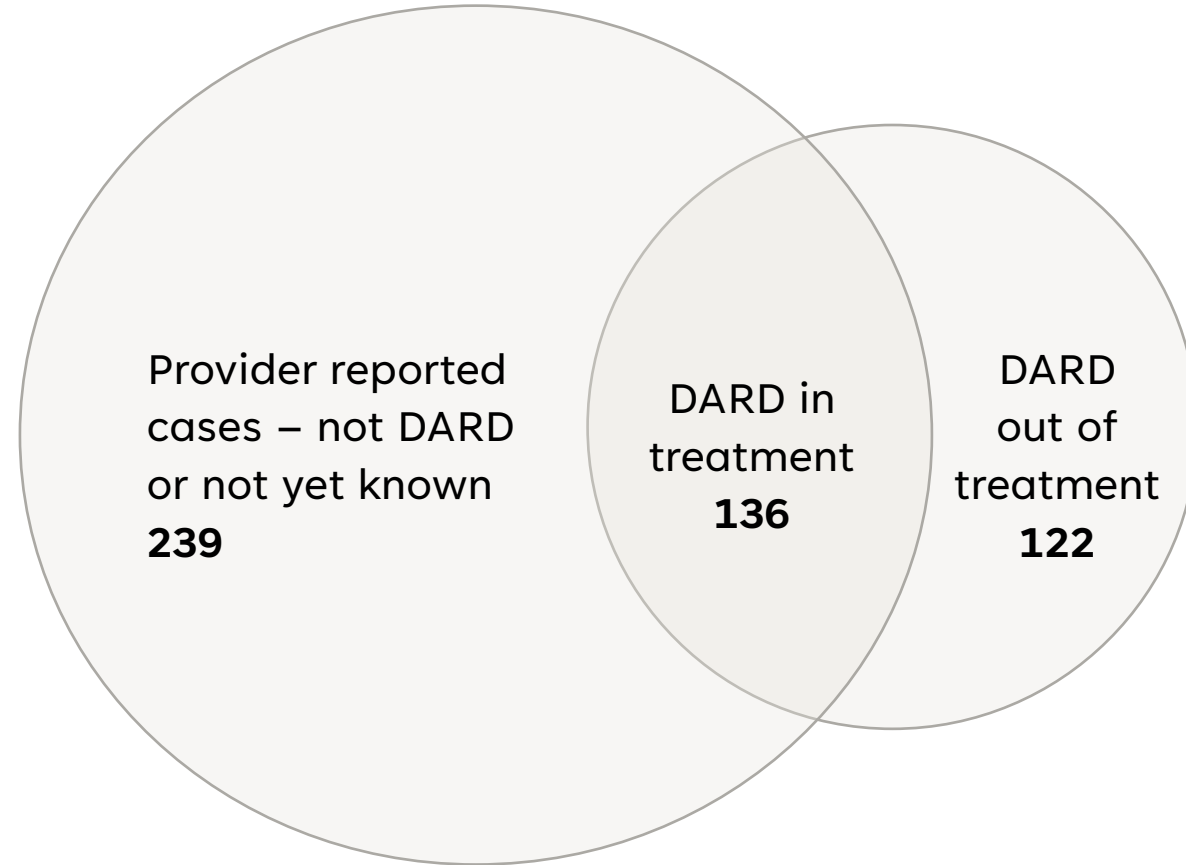 Provider reported
cases – not DARD
or not yet known
239
DARD in
treatment
136
DARD
out of
treatment
122